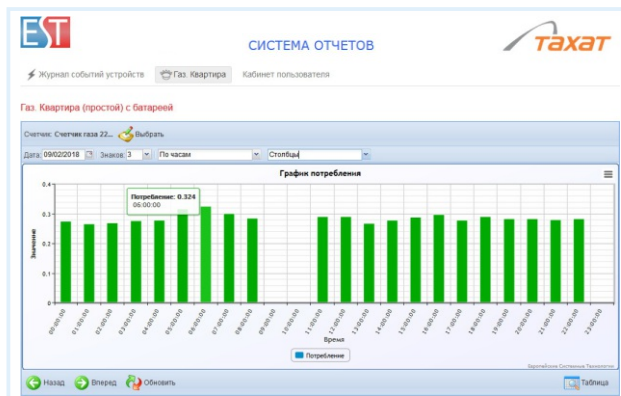 EST
СИСТЕМА ОТЧЕТОВ
Тахат
Журнал событий устройств Газ. Квартира Кабинет пользователя
Газ. Квартира (простой) с батареей
Счетчик: Счетчик газа 22... Выбрать
Дата: 09/02/2018 Знаков: 3 По часам Столбцы
График потребления
Потребление: 0.324
06:00:00
Значение
0.4
0.3
0.2
0.1
0
00:00:00 01:00:00 02:00:00 03:00:00 04:00:00 05:00:00 06:00:00 07:00:00 08:00:00 09:00:00 10:00:00 11:00:00 12:00:00 13:00:00 14:00:00 15:00:00 16:00:00 17:00:00 18:00:00 19:00:00 20:00:00 21:00:00 22:00:00 23:00:00
Время
Потребление
Европейские Системные Технологии
Назад Вперед Обновить Таблица